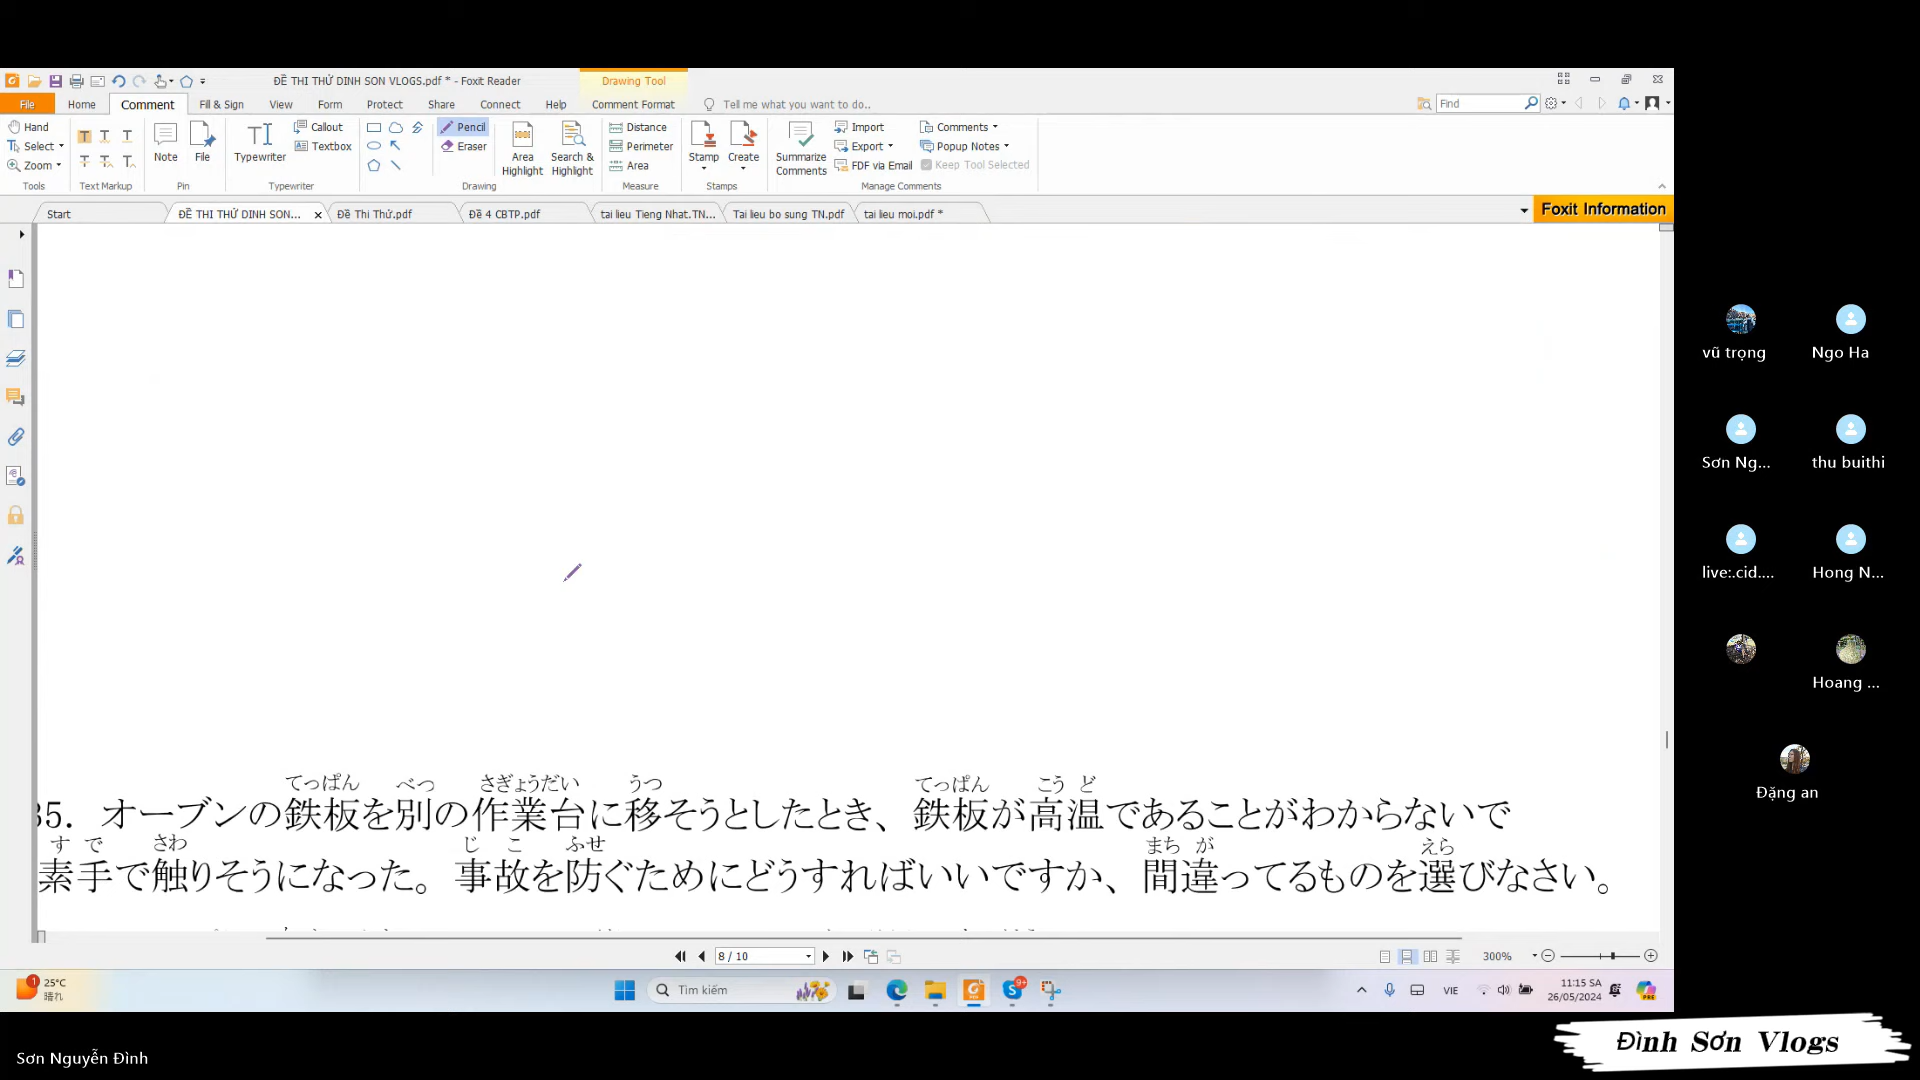 ĐỀ THI THỬ DINH SON VLOGS.pdf * - Foxit Reader
Drawing Tool
File
Home
Comment
Fill & Sign
View
Form
Protect
Share
Connect
Help
Comment Format
Tell me what you want to do..
Find
Hand
Select
Zoom
Tools
Text Markup
Note
File
Pin
Typewriter
Callout
Textbox
Typewriter
Pencil
Eraser
Area Highlight
Search & Highlight
Drawing
Distance
Perimeter
Area
Measure
Stamp
Create
Stamps
Summarize Comments
Import
Export
FDF via Email
Comments
Popup Notes
Keep Tool Selected
Manage Comments
Start
ĐỀ THI THỬ DINH SON...
Đề Thi Thử.pdf
Đề 4 CBTP.pdf
tai lieu Tieng Nhat.TN...
Tai lieu bo sung TN.pdf
tai lieu moi.pdf *
Foxit Information
てっぱん べつ さぎょうだい うつ てっぱん こう ど
35. オーブンの鉄板を別の作業台に移そうとしたとき、鉄板が高温であることがわからないで
す で さわ じ こ ふせ まち が えら
素手で触りそうになった。事故を防ぐためにどうすればいいですか、間違ってるものを選びなさい。
8 / 10
300%
1
25°C
晴れ
Tìm kiếm
9+
VIE
11:15 SA
26/05/2024
PRE
vũ trọng
Ngo Ha
Sơn Ng...
thu buithi
live:.cid....
Hong N...
Hoang ...
Đặng an
Sơn Nguyễn Đình
Đình Sơn Vlogs